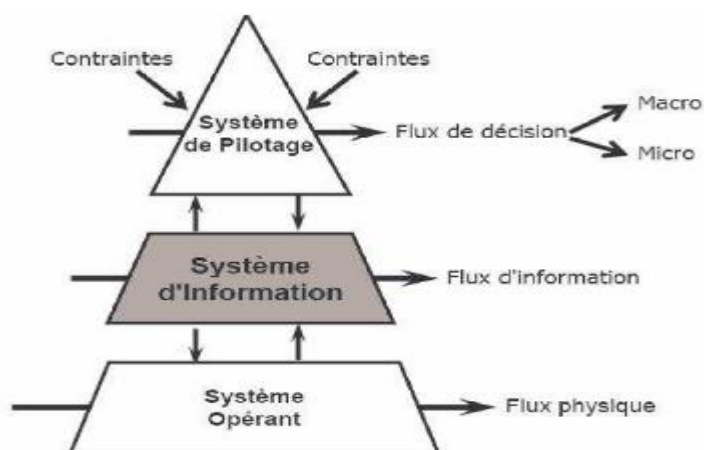 Contraintes
Contraintes
Système
de Pilotage
Flux de décision
Macro
Micro
Système
d'Information
Flux d'information
Système
Opérant
Flux physique